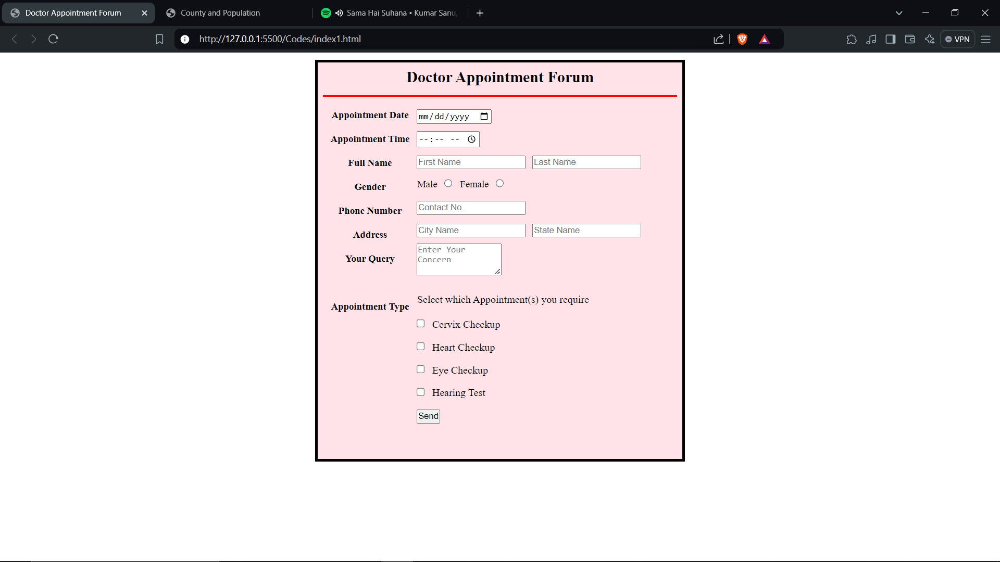 Doctor Appointment Forum
County and Population
Sama Hai Suhana • Kumar Sanu,
http://127.0.0.1:5500/Codes/index1.html
VPN
Doctor Appointment Forum
Appointment Date mm/dd/yyyy
Appointment Time --:-- --
Full Name First Name Last Name
Gender Male Female
Phone Number Contact No.
Address City Name State Name
Your Query Enter Your
Concern
Appointment Type Select which Appointment(s) you require
Cervix Checkup
Heart Checkup
Eye Checkup
Hearing Test
Send